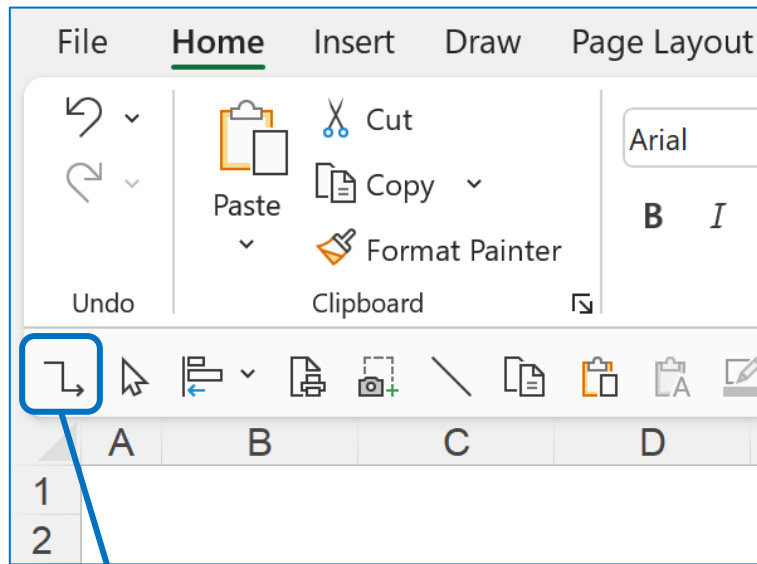 File Home Insert Draw Page Layout
Cut
Arial
Copy
Paste
B I
Format Painter
Undo Clipboard
A B C D
1
2